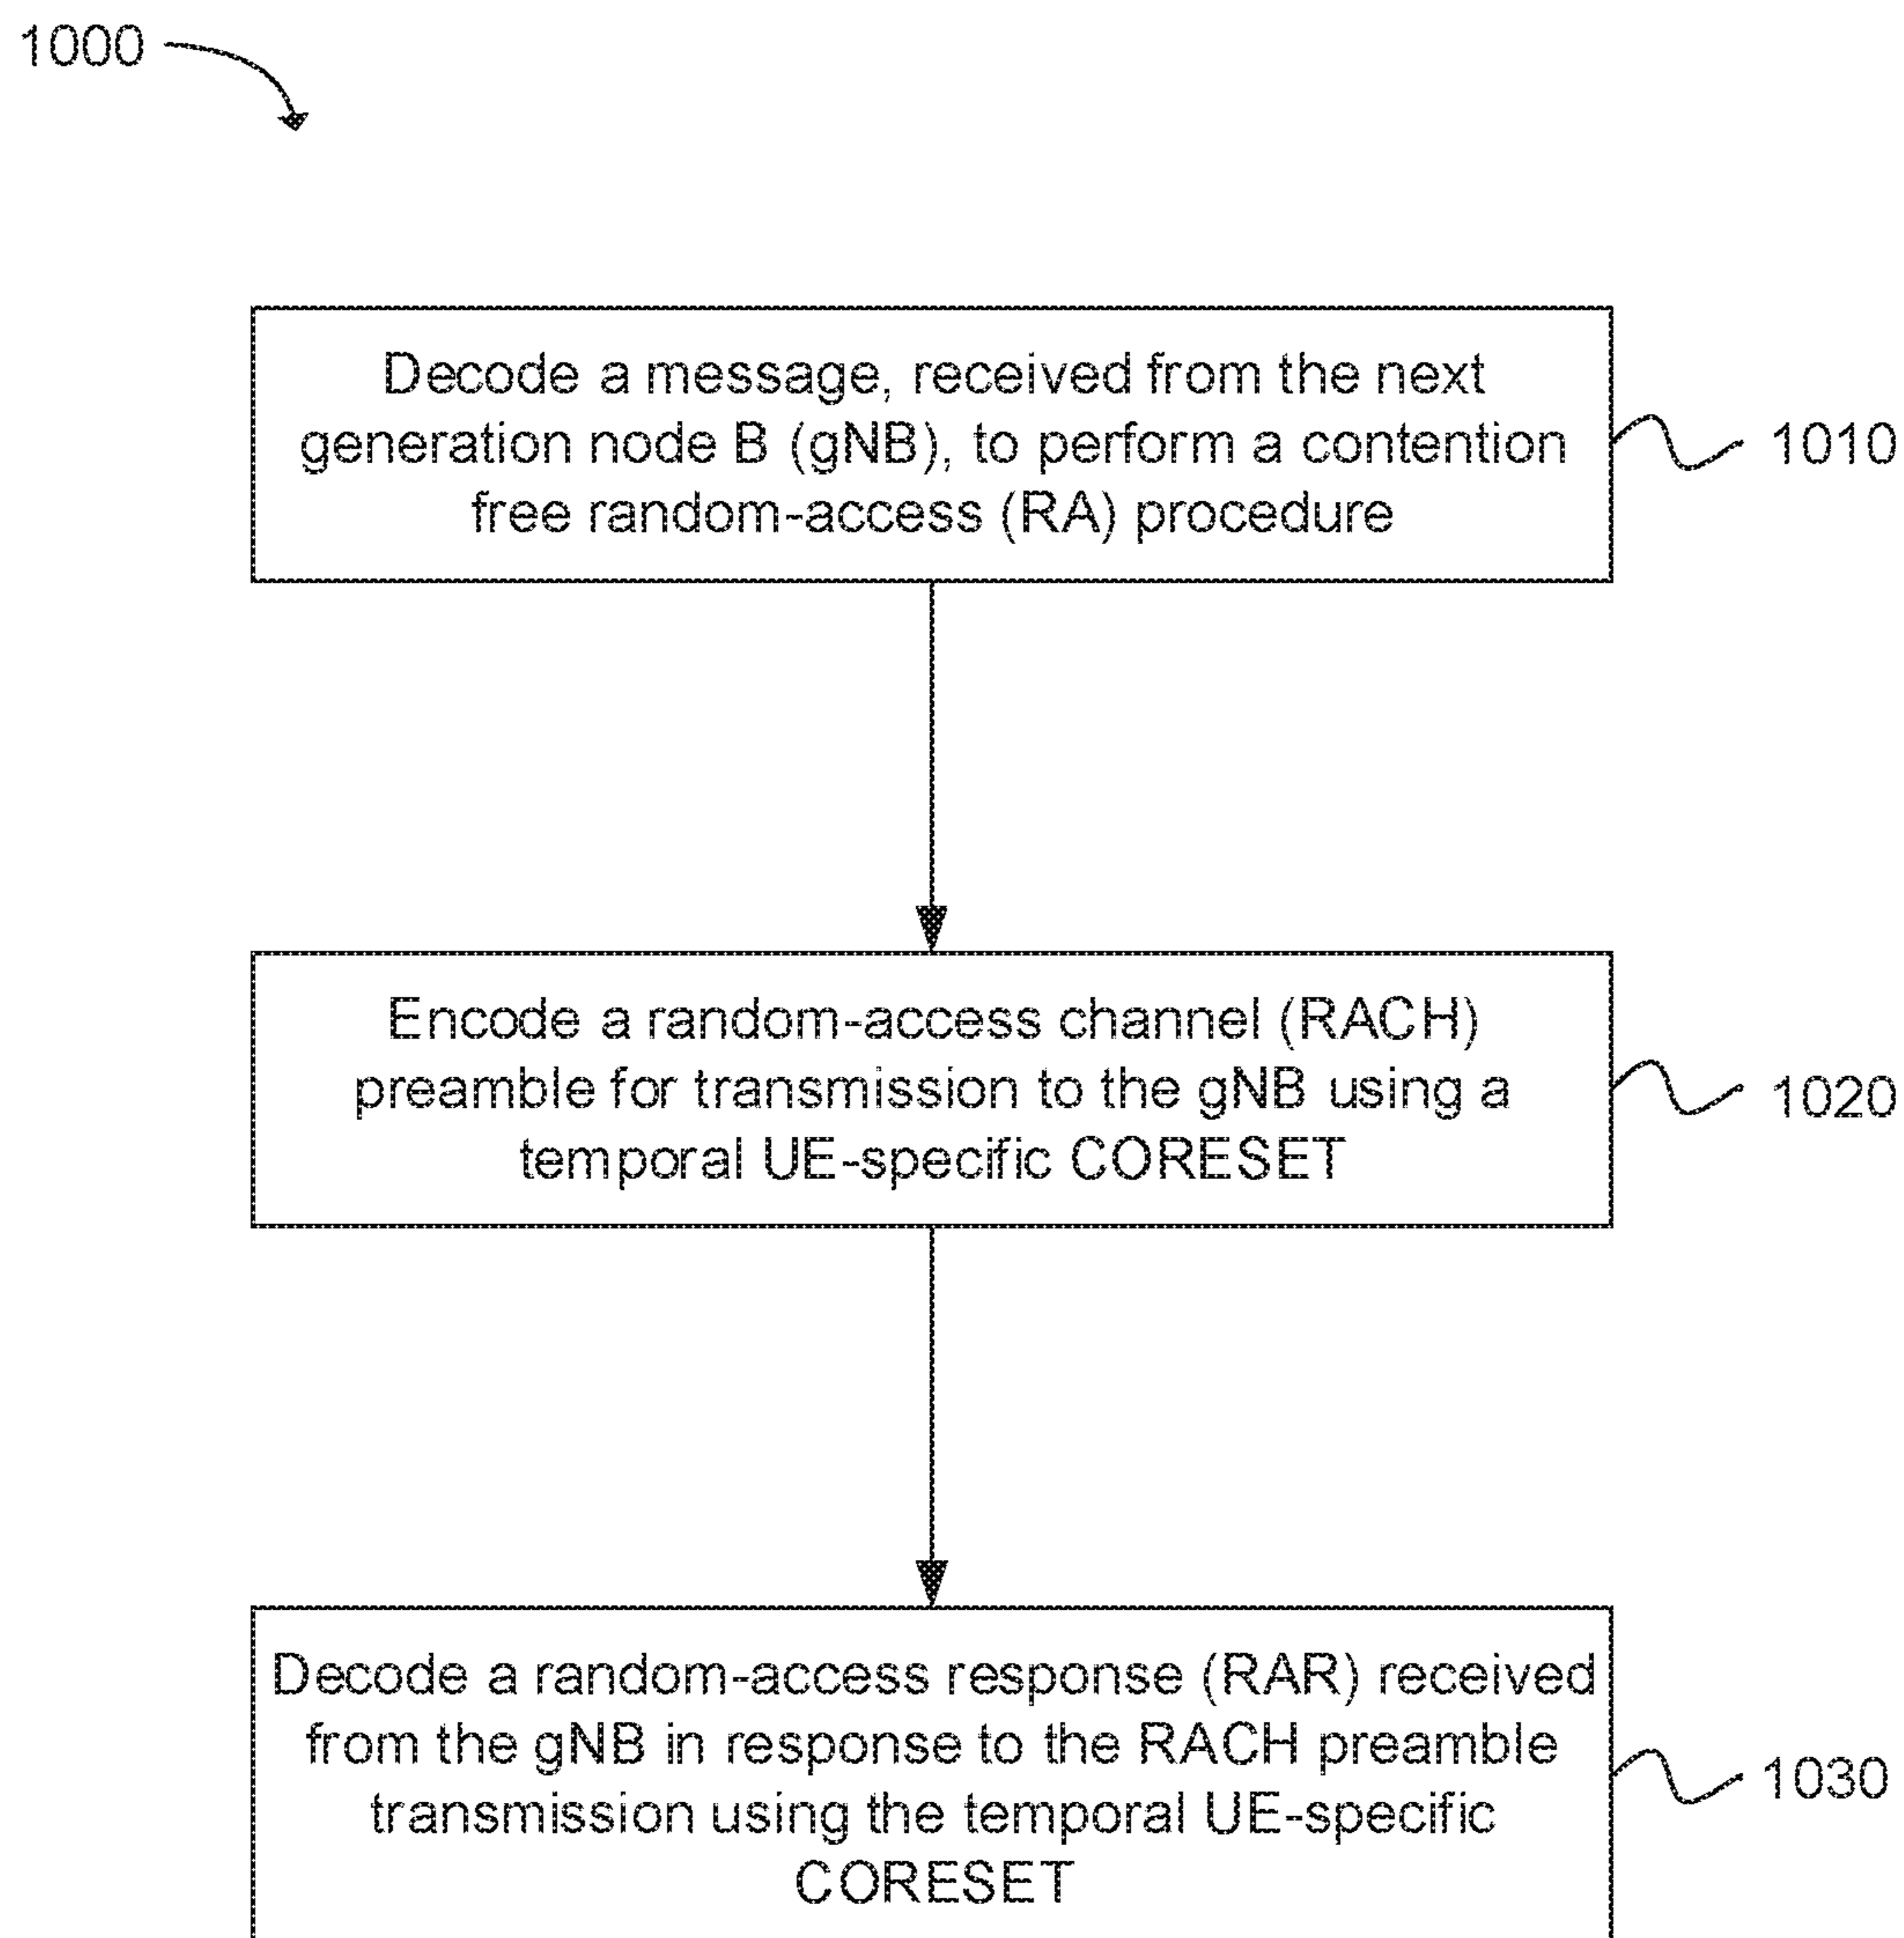 1000
Decode a message, received from the next
generation node B (gNB), to perform a contention
free random-access (RA) procedure
1010
Encode a random-access channel (RACH)
preamble for transmission to the gNB using a
temporal UE-specific CORESET
1020
Decode a random-access response (RAR) received
from the gNB in response to the RACH preamble
transmission using the temporal UE-specific
CORESET
1030